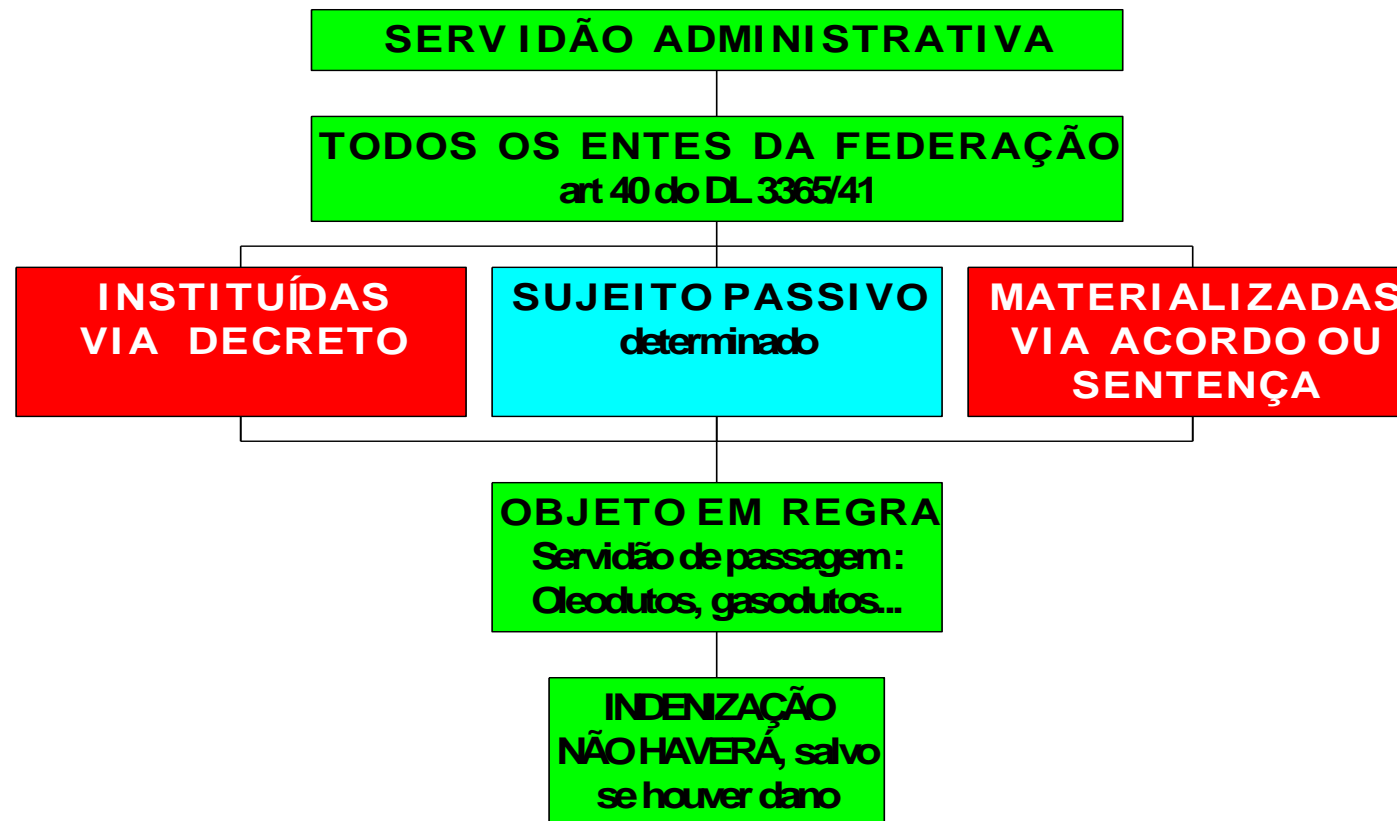 SERVIDÃO ADMINISTRATIVA
TODOS OS ENTES DA FEDERAÇÃO
art 40 do DL 3365/41
INSTITUÍDAS
VIA DECRETO
SUJEITO PASSIVO
determinado
MATERIALIZADAS
VIA ACORDO OU
SENTENÇA
OBJETO EM REGRA
Servidão de passagem:
Oleodutos, gasodutos...
INDENIZAÇÃO
NÃO HAVERÁ, salvo
se houver dano